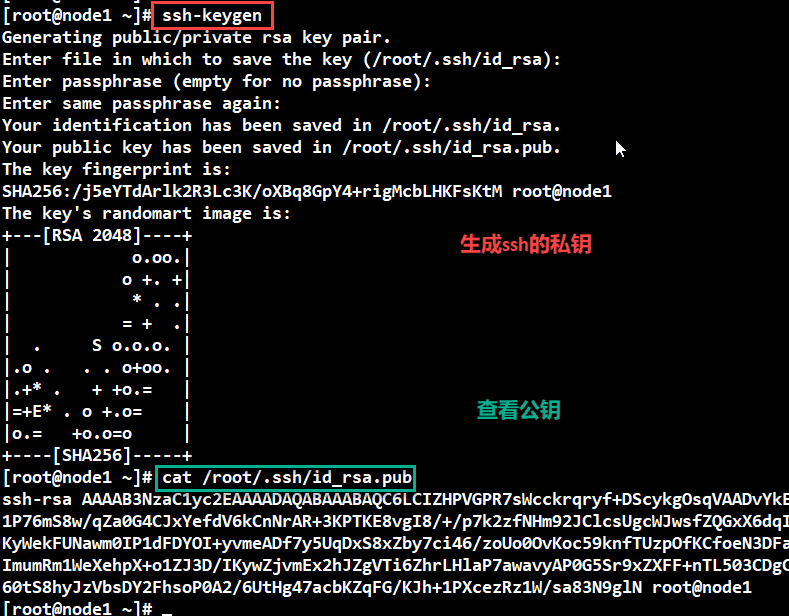 [root@node1 ~]# ssh-keygen
Generating public/private rsa key pair.
Enter file in which to save the key (/root/.ssh/id_rsa):
Enter passphrase (empty for no passphrase):
Enter same passphrase again:
Your identification has been saved in /root/.ssh/id_rsa.
Your public key has been saved in /root/.ssh/id_rsa.pub.
The key fingerprint is:
SHA256:/j5eYTdArlk2R3Lc3K/oXBq8GpY4+rigMcbLHKFsKtM root@node1
The key's randomart image is:
+---[RSA 2048]----+
生成ssh的私钥
|            o.oo.|
|           o +. +|
|            * . .|
|           = +  .|
|  .     S o.o.o. |
|.o .   . . o+oo. |
|.+* .   + +o.=   |
|=+E* . o +.o=    |
查看公钥
|o.=   +o.o=o     |
+----[SHA256]-----+
[root@node1 ~]# cat /root/.ssh/id_rsa.pub
ssh-rsa AAAAB3NzaC1yc2EAAAADAQABAAABAQC6LCIZHPVGPR7sWcckrqryf+DScykgOsqVAADvYkE
1P76mS8w/qZa0G4CJxYefdV6kCnNrAR+3KPTKE8vgI8/+/p7k2zfNHm92JClcsUgcWJwsfZQGxX6dqI
KyWekFUNawm0IP1dFDYOI+yvmeADf7y5UqDxS8xZby7ci46/zoUo0OvKoc59knfTUzpOfKCfoeN3DFa
ImumRm1WeXehpX+o1ZJ3D/IKywZjvmEx2hJZgVTi6ZhrLHlaP7awavyAP0G5Sr9xZXFF+nTL503CDgC
60tS8hyJzVbsDY2FhsoP0A2/6UtHg47acbKZqFG/KJh+1PXcezRz1W/sa83N9glN root@node1
[root@node1 ~]# _